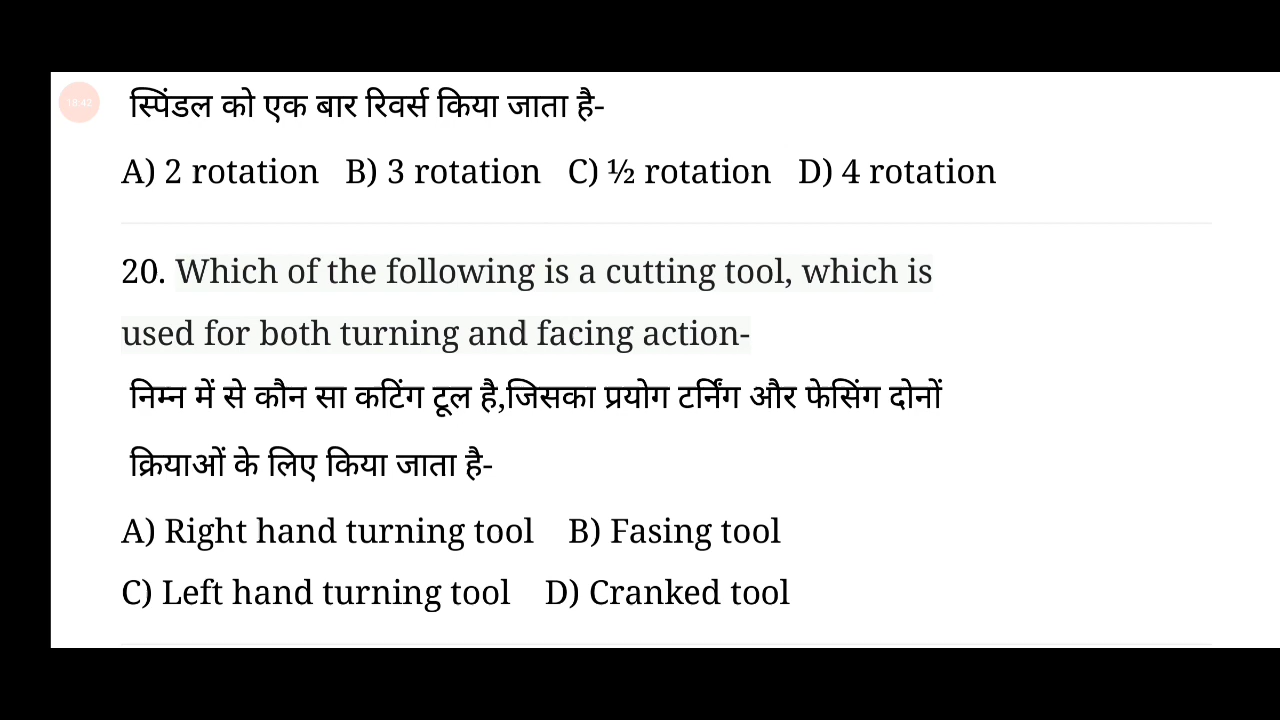 18:42
स्पिंडल को एक बार रिवर्स किया जाता है-
A) 2 rotation B) 3 rotation C) ½ rotation D) 4 rotation
20. Which of the following is a cutting tool, which is
used for both turning and facing action-
निम्न में से कौन सा कटिंग टूल है,जिसका प्रयोग टर्निंग और फेसिंग दोनों
क्रियाओं के लिए किया जाता है-
A) Right hand turning tool B) Fasing tool
C) Left hand turning tool D) Cranked tool